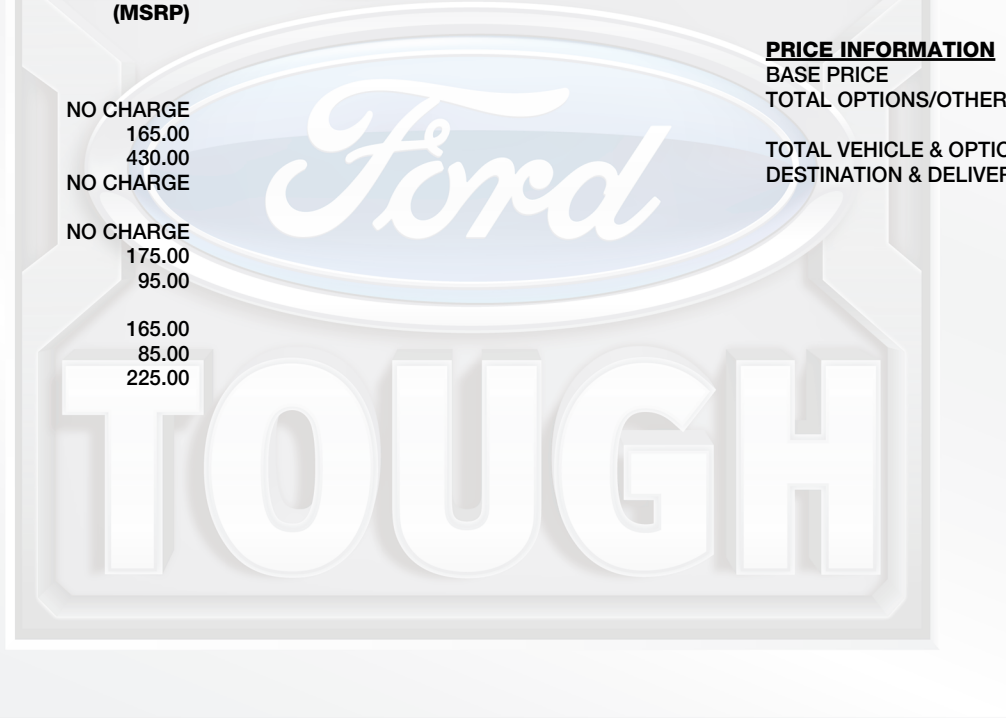 (MSRP)
NO CHARGE
165.00
430.00
NO CHARGE
NO CHARGE
175.00
95.00
165.00
85.00
225.00
PRICE INFORMATION
BASE PRICE
TOTAL OPTIONS/OTHER
TOTAL VEHICLE & OPTIO
DESTINATION & DELIVER
Ford
TOUGH